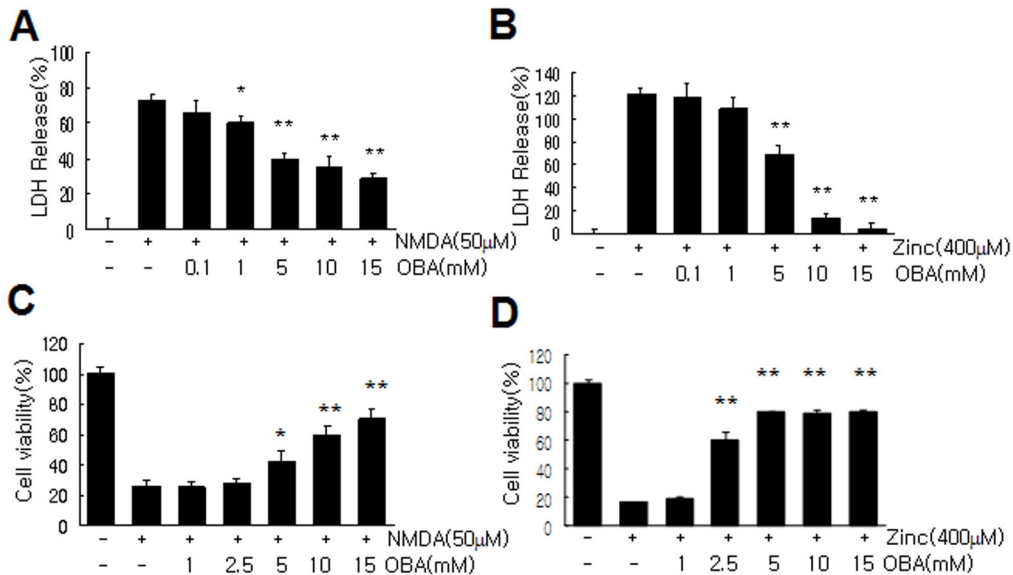 A
LDH Release(%)
100
80
60
40
20
0
*
**
**
**
- + + + + + + NMDA(50μM)
- - 0.1 1 5 10 15 OBA(mM)
B
LDH Release(%)
140
120
100
80
60
40
20
0
**
**
**
- + + + + + + Zinc(400μM)
- - 0.1 1 5 10 15 OBA(mM)
C
Cell viability(%)
120
100
80
60
40
20
0
*
**
**
- + + + + + + NMDA(50μM)
- - 1 2.5 5 10 15 OBA(mM)
D
Cell viability(%)
120
100
80
60
40
20
0
**
**
**
**
- + + + + + + Zinc(400μM)
- - 1 2.5 5 10 15 OBA(mM)